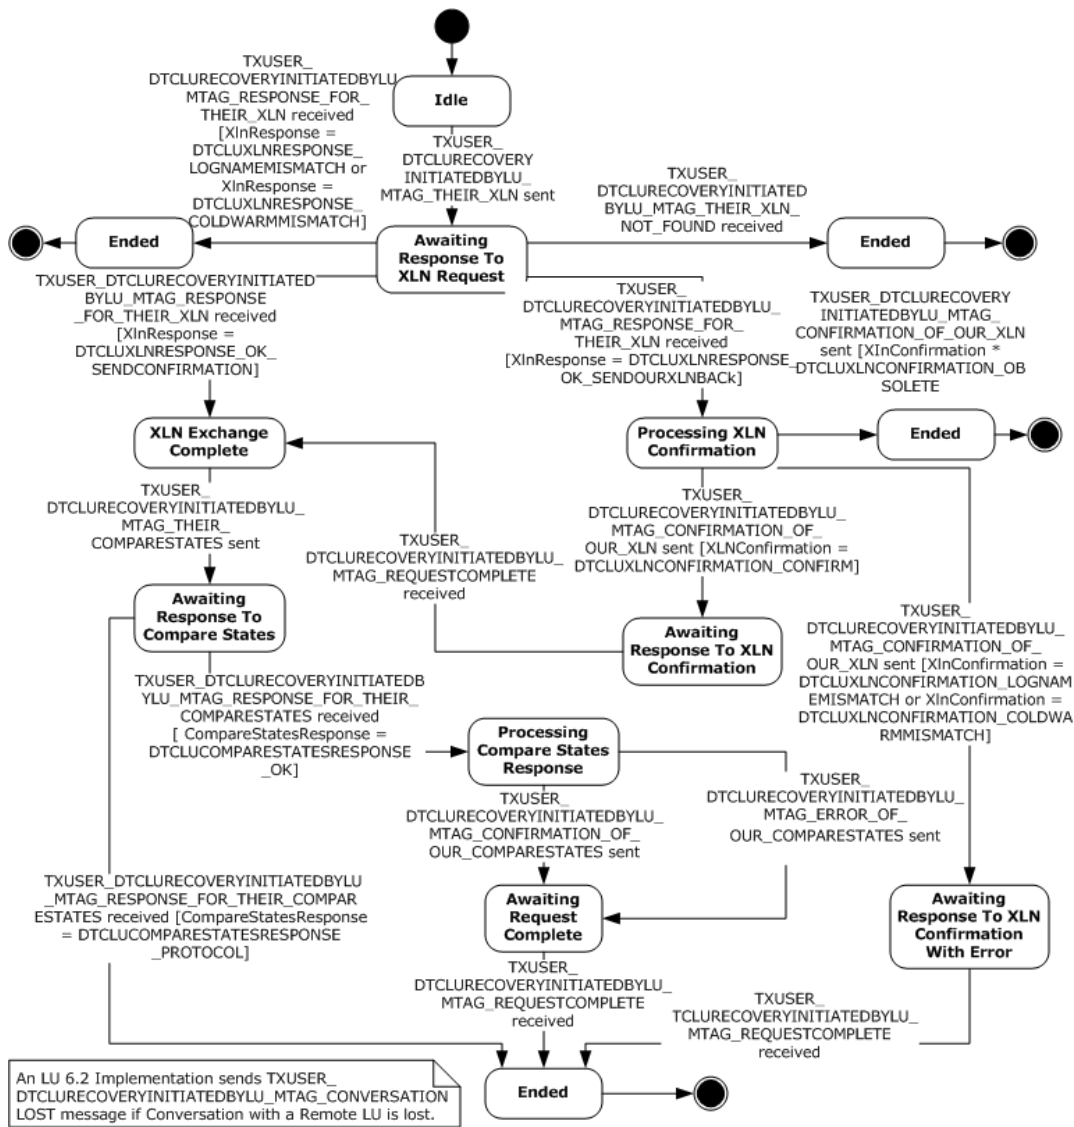 TXUSER_
DTCLURECOVERYINITIATEDBYLU
MTAG_RESPONSE_FOR_
THEIR_XLN received
[XlnResponse =
DTCLUXLNRESPONSE_
LOGNAMEMISMATCH or
XlnResponse =
DTCLUXLNRESPONSE_
COLDWARMMISMATCH]
Idle
TXUSER_
DTCLURECOVERY
INITIATEDBYLU_
MTAG_THEIR_XLN sent
TXUSER_
DTCLURECOVERYINITIATED
BYLU_MTAG_THEIR_XLN_
NOT_FOUND received
Ended
Awaiting
Response To
XLN Request
Ended
TXUSER_DTCLURECOVERYINITIATED
BYLU_MTAG_RESPONSE
_FOR_THEIR_XLN received
[XlnResponse =
DTCLUXLNRESPONSE_OK_
SENDCONFIRMATION]
TXUSER_
DTCLURECOVERYINITIATEDBYLU_
MTAG_RESPONSE_FOR_
THEIR_XLN received
[XlnResponse = DTCLUXLNRESPONSE_
OK_SENDOURXLNBACk]
TXUSER_DTCLURECOVERY
INITIATEDBYLU_MTAG_
CONFIRMATION_OF_OUR_XLN
sent [XInConfirmation *
DTCLUXLNCONFIRMATION_OB
SOLETE
XLN Exchange
Complete
Processing XLN
Confirmation
Ended
TXUSER_
DTCLURECOVERYINITIATEDBYLU_
MTAG_THEIR_
COMPARESTATES sent
TXUSER_
DTCLURECOVERYINITIATEDBYLU_
MTAG_REQUESTCOMPLETE
received
TXUSER_
DTCLURECOVERYINITIATEDBYLU_
MTAG_CONFIRMATION_OF_
OUR_XLN sent [XLNConfirmation =
DTCLUXLNCONFIRMATION_CONFIRM]
Awaiting
Response To
Compare States
Awaiting
Response To XLN
Confirmation
TXUSER_
DTCLURECOVERYINITIATEDBYLU_
MTAG_CONFIRMATION_OF_
OUR_XLN sent [XlnConfirmation =
DTCLUXLNCONFIRMATION_LOGNAM
EMISMATCH or XlnConfirmation =
DTCLUXLNCONFIRMATION_COLDWA
RMMISMATCH]
TXUSER_DTCLURECOVERYINITIATEDB
YLU_MTAG_RESPONSE_FOR_THEIR_
COMPARESTATES received
[ CompareStatesResponse =
DTCLUCOMPARESTATESRESPONSE
_OK]
Processing
Compare States
Response
TXUSER_
DTCLURECOVERYINITIATEDBYLU_
MTAG_CONFIRMATION_OF_
OUR_COMPARESTATES sent
TXUSER_
DTCLURECOVERYINITIATEDBYLU_
MTAG_ERROR_OF_
OUR_COMPARESTATES sent
TXUSER_DTCLURECOVERYINITIATEDBYLU
_MTAG_RESPONSE_FOR_THEIR_COMPAR
ESTATES received [CompareStatesResponse
= DTCLUCOMPARESTATESRESPONSE
_PROTOCOL]
Awaiting
Request
Complete
Awaiting
Response To XLN
Confirmation
With Error
TXUSER_
DTCLURECOVERYINITIATEDBYLU_
MTAG_REQUESTCOMPLETE
received
TXUSER_
TCLURECOVERYINITIATEDBYLU_
MTAG_REQUESTCOMPLETE
received
Ended
An LU 6.2 Implementation sends TXUSER_
DTCLURECOVERYINITIATEDBYLU_MTAG_CONVERSATION
LOST message if Conversation with a Remote LU is lost.